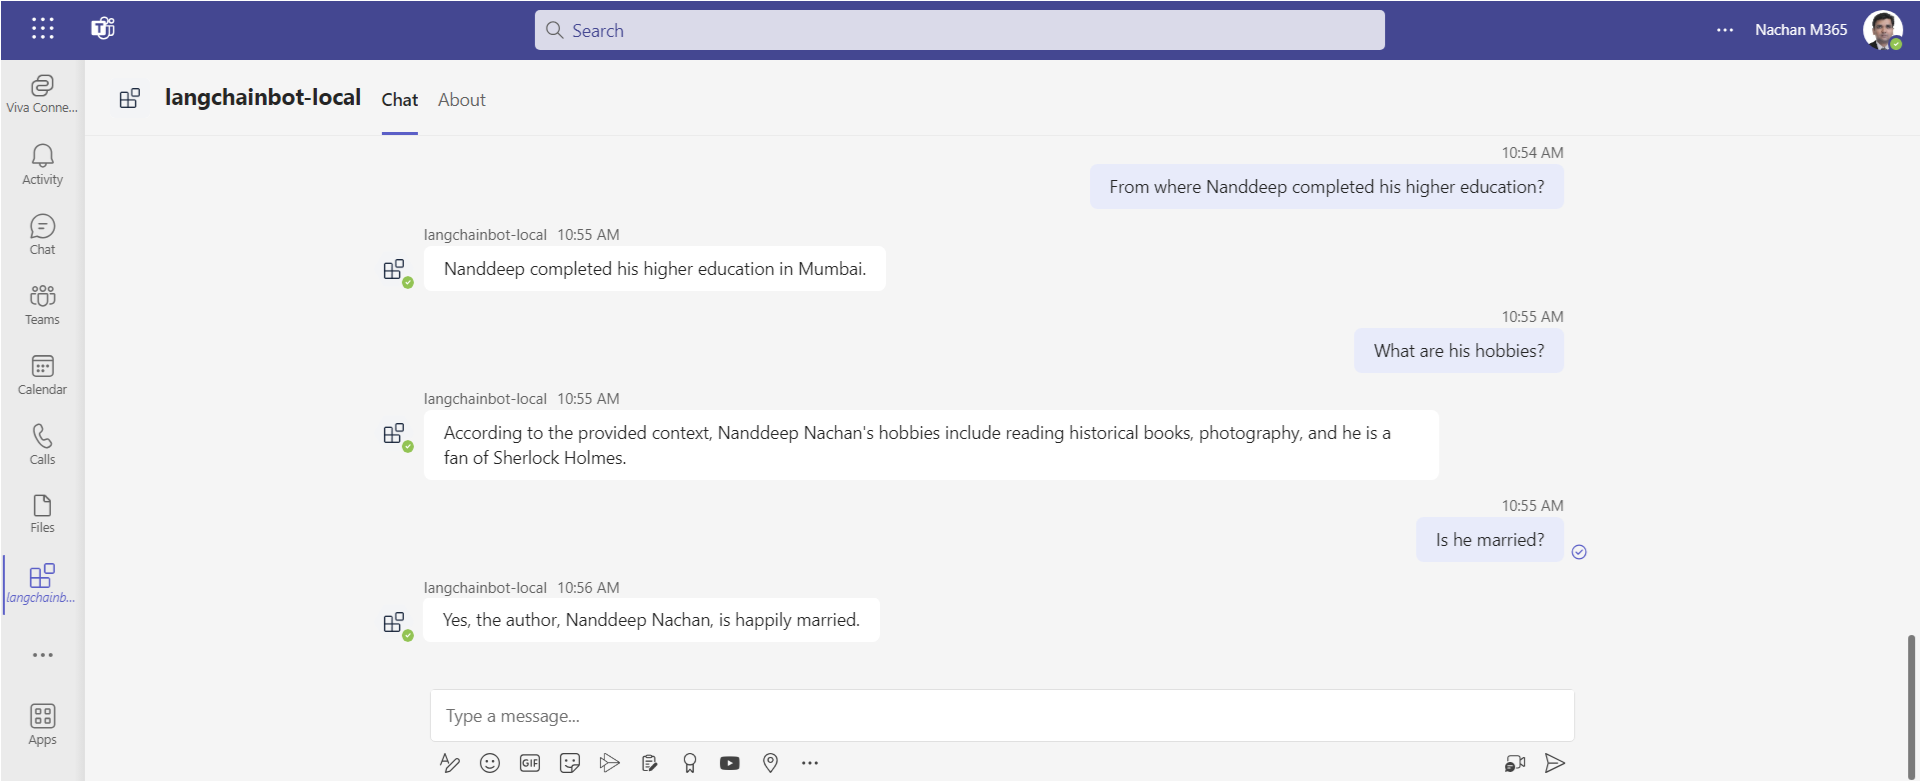 Search
Nachan M365
Viva Conne...
Activity
Chat
Teams
Calendar
Calls
Files
langchainb...
Apps
langchainbot-local
Chat
About
10:54 AM
From where Nanddeep completed his higher education?
langchainbot-local 10:55 AM
Nanddeep completed his higher education in Mumbai.
10:55 AM
What are his hobbies?
langchainbot-local 10:55 AM
According to the provided context, Nanddeep Nachan's hobbies include reading historical books, photography, and he is a
fan of Sherlock Holmes.
10:55 AM
Is he married?
langchainbot-local 10:56 AM
Yes, the author, Nanddeep Nachan, is happily married.
Type a message...
GIF